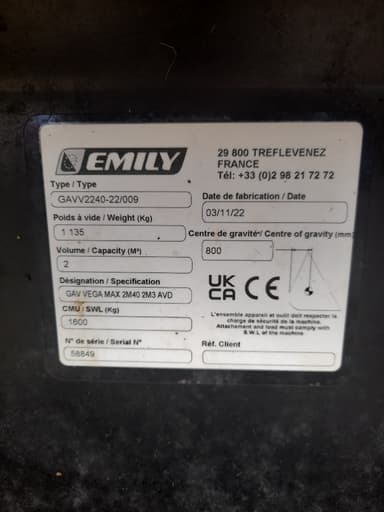 EMILY
29 800 TREFLEVENEZ
FRANCE
Tél: +33 (0)2 98 21 72 72
Type / Type
GAVV2240-22/009
Date de fabrication / Date
03/11/22
Poids à vide / Weight (Kg)
1 135
Centre de gravité / Centre of gravity (mm)
800
Volume / Capacity (M³)
2
Désignation / Specification
GAV VEGA MAX 2M40 2M3 AVD
UK
CA CE
CMU / SWL (Kg)
1600
L'ensemble appareil et outil doit respecter la
charge de sécurité de la machine.
Attachement and load must comply with
S.W.L of the machine.
N° de série / Serial N°
56849
Réf. Client